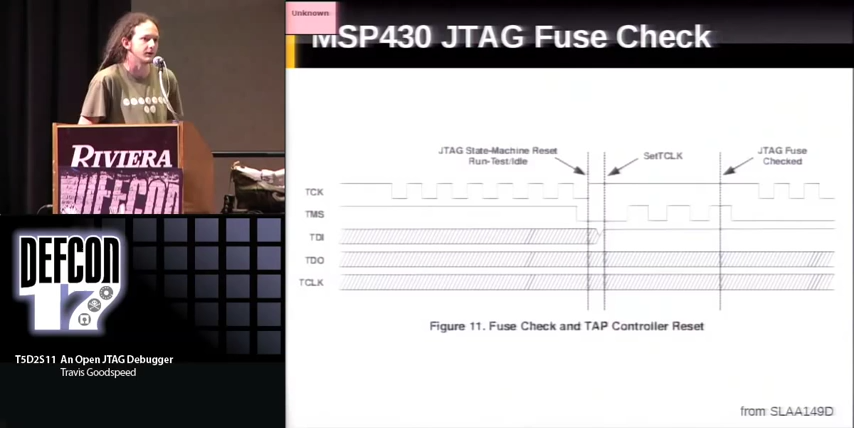 Unknown
MSP430 JTAG Fuse Check
RIVIERA
DEFCON
DEFCON
17
T5D2S11 An Open JTAG Debugger
Travis Goodspeed
JTAG State-Machine Reset
Run-Test/Idle
SetTCLK
JTAG Fuse
Checked
TCK
TMS
TDI
TDO
TCLK
Figure 11. Fuse Check and TAP Controller Reset
from SLAA149D